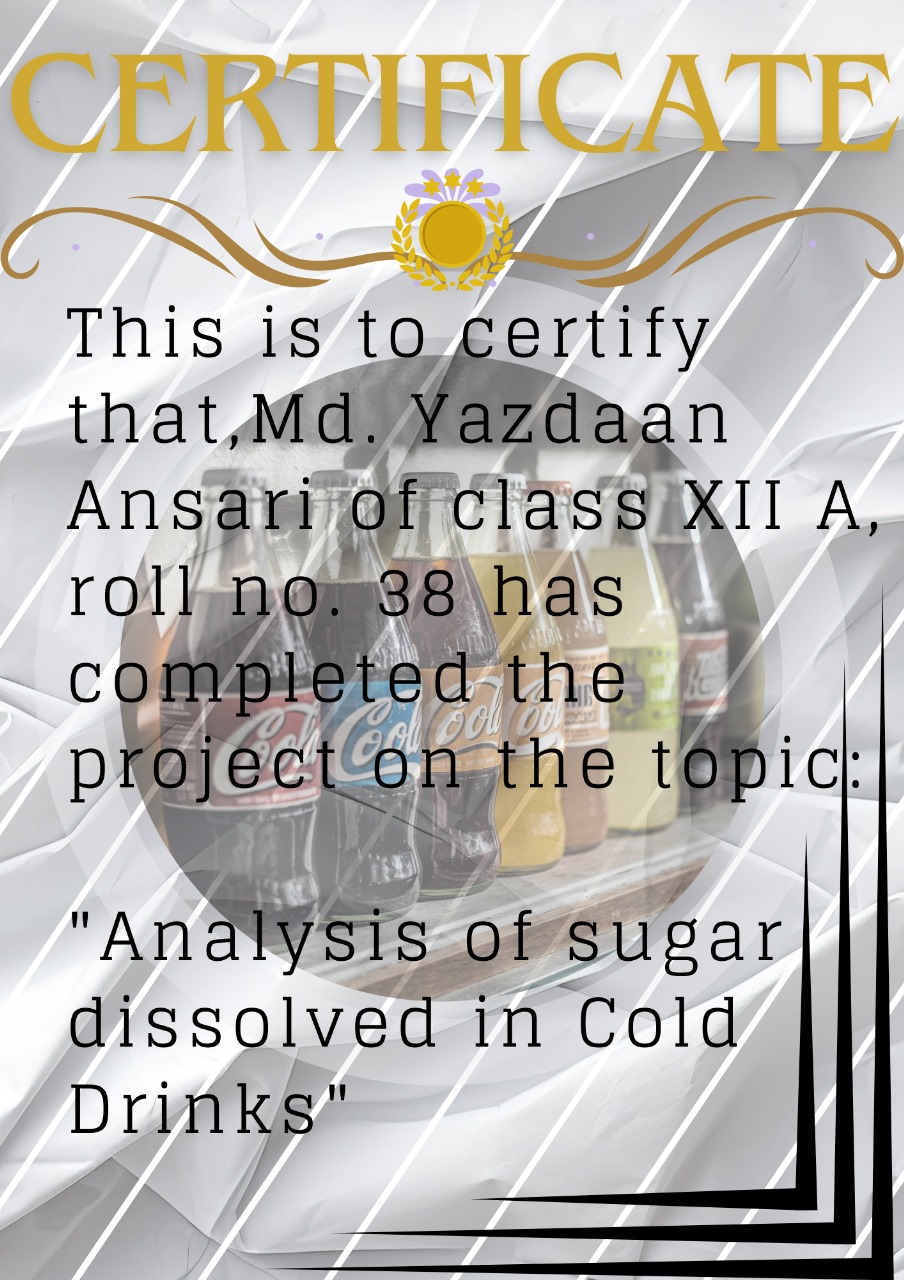 CERTIFICATE
This is to certify
that,Md. Yazdaan
Ansari of class XII A,
roll no. 38 has
completed the
project on the topic:
"Analysis of sugar
dissolved in Cold
Drinks"